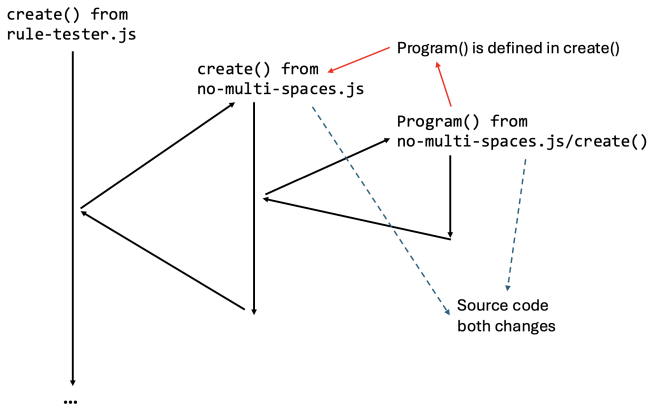 create() from
rule-tester.js
create() from
no-multi-spaces.js
Program() is defined in create()
Program() from
no-multi-spaces.js/create()
Source code
both changes
...